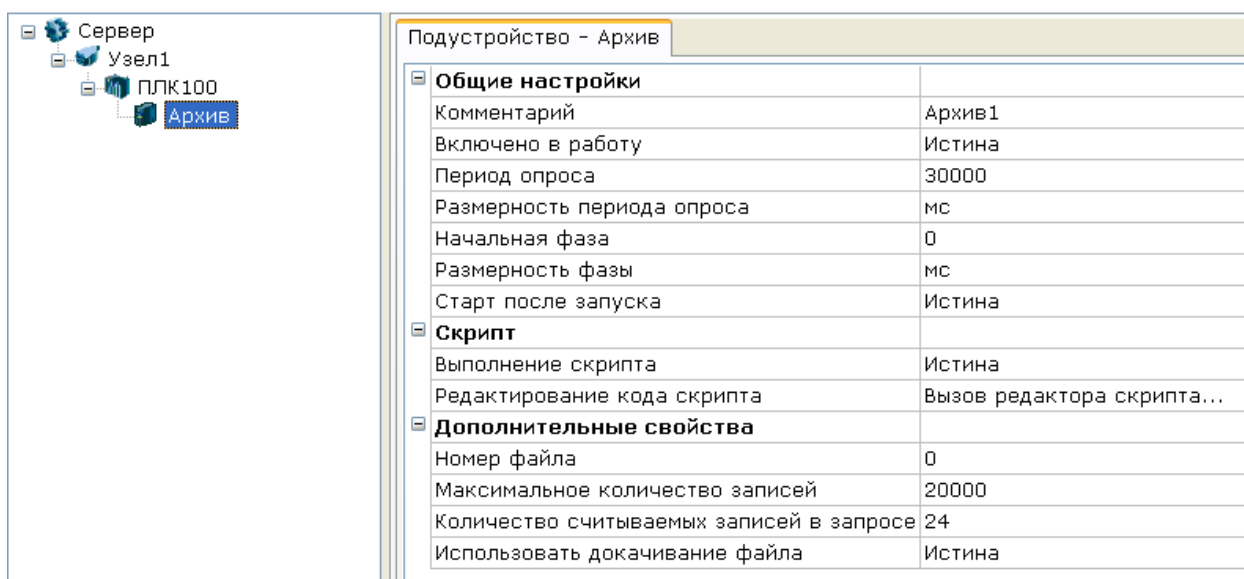 Сервер
Узел1
ПЛК100
Архив
Подустройство - Архив
Общие настройки
Комментарий Архив1
Включено в работу Истина
Период опроса 30000
Размерность периода опроса мс
Начальная фаза 0
Размерность фазы мс
Старт после запуска Истина
Скрипт
Выполнение скрипта Истина
Редактирование кода скрипта Вызов редактора скрипта...
Дополнительные свойства
Номер файла 0
Максимальное количество записей 20000
Количество считываемых записей в запросе 24
Использовать докачивание файла Истина